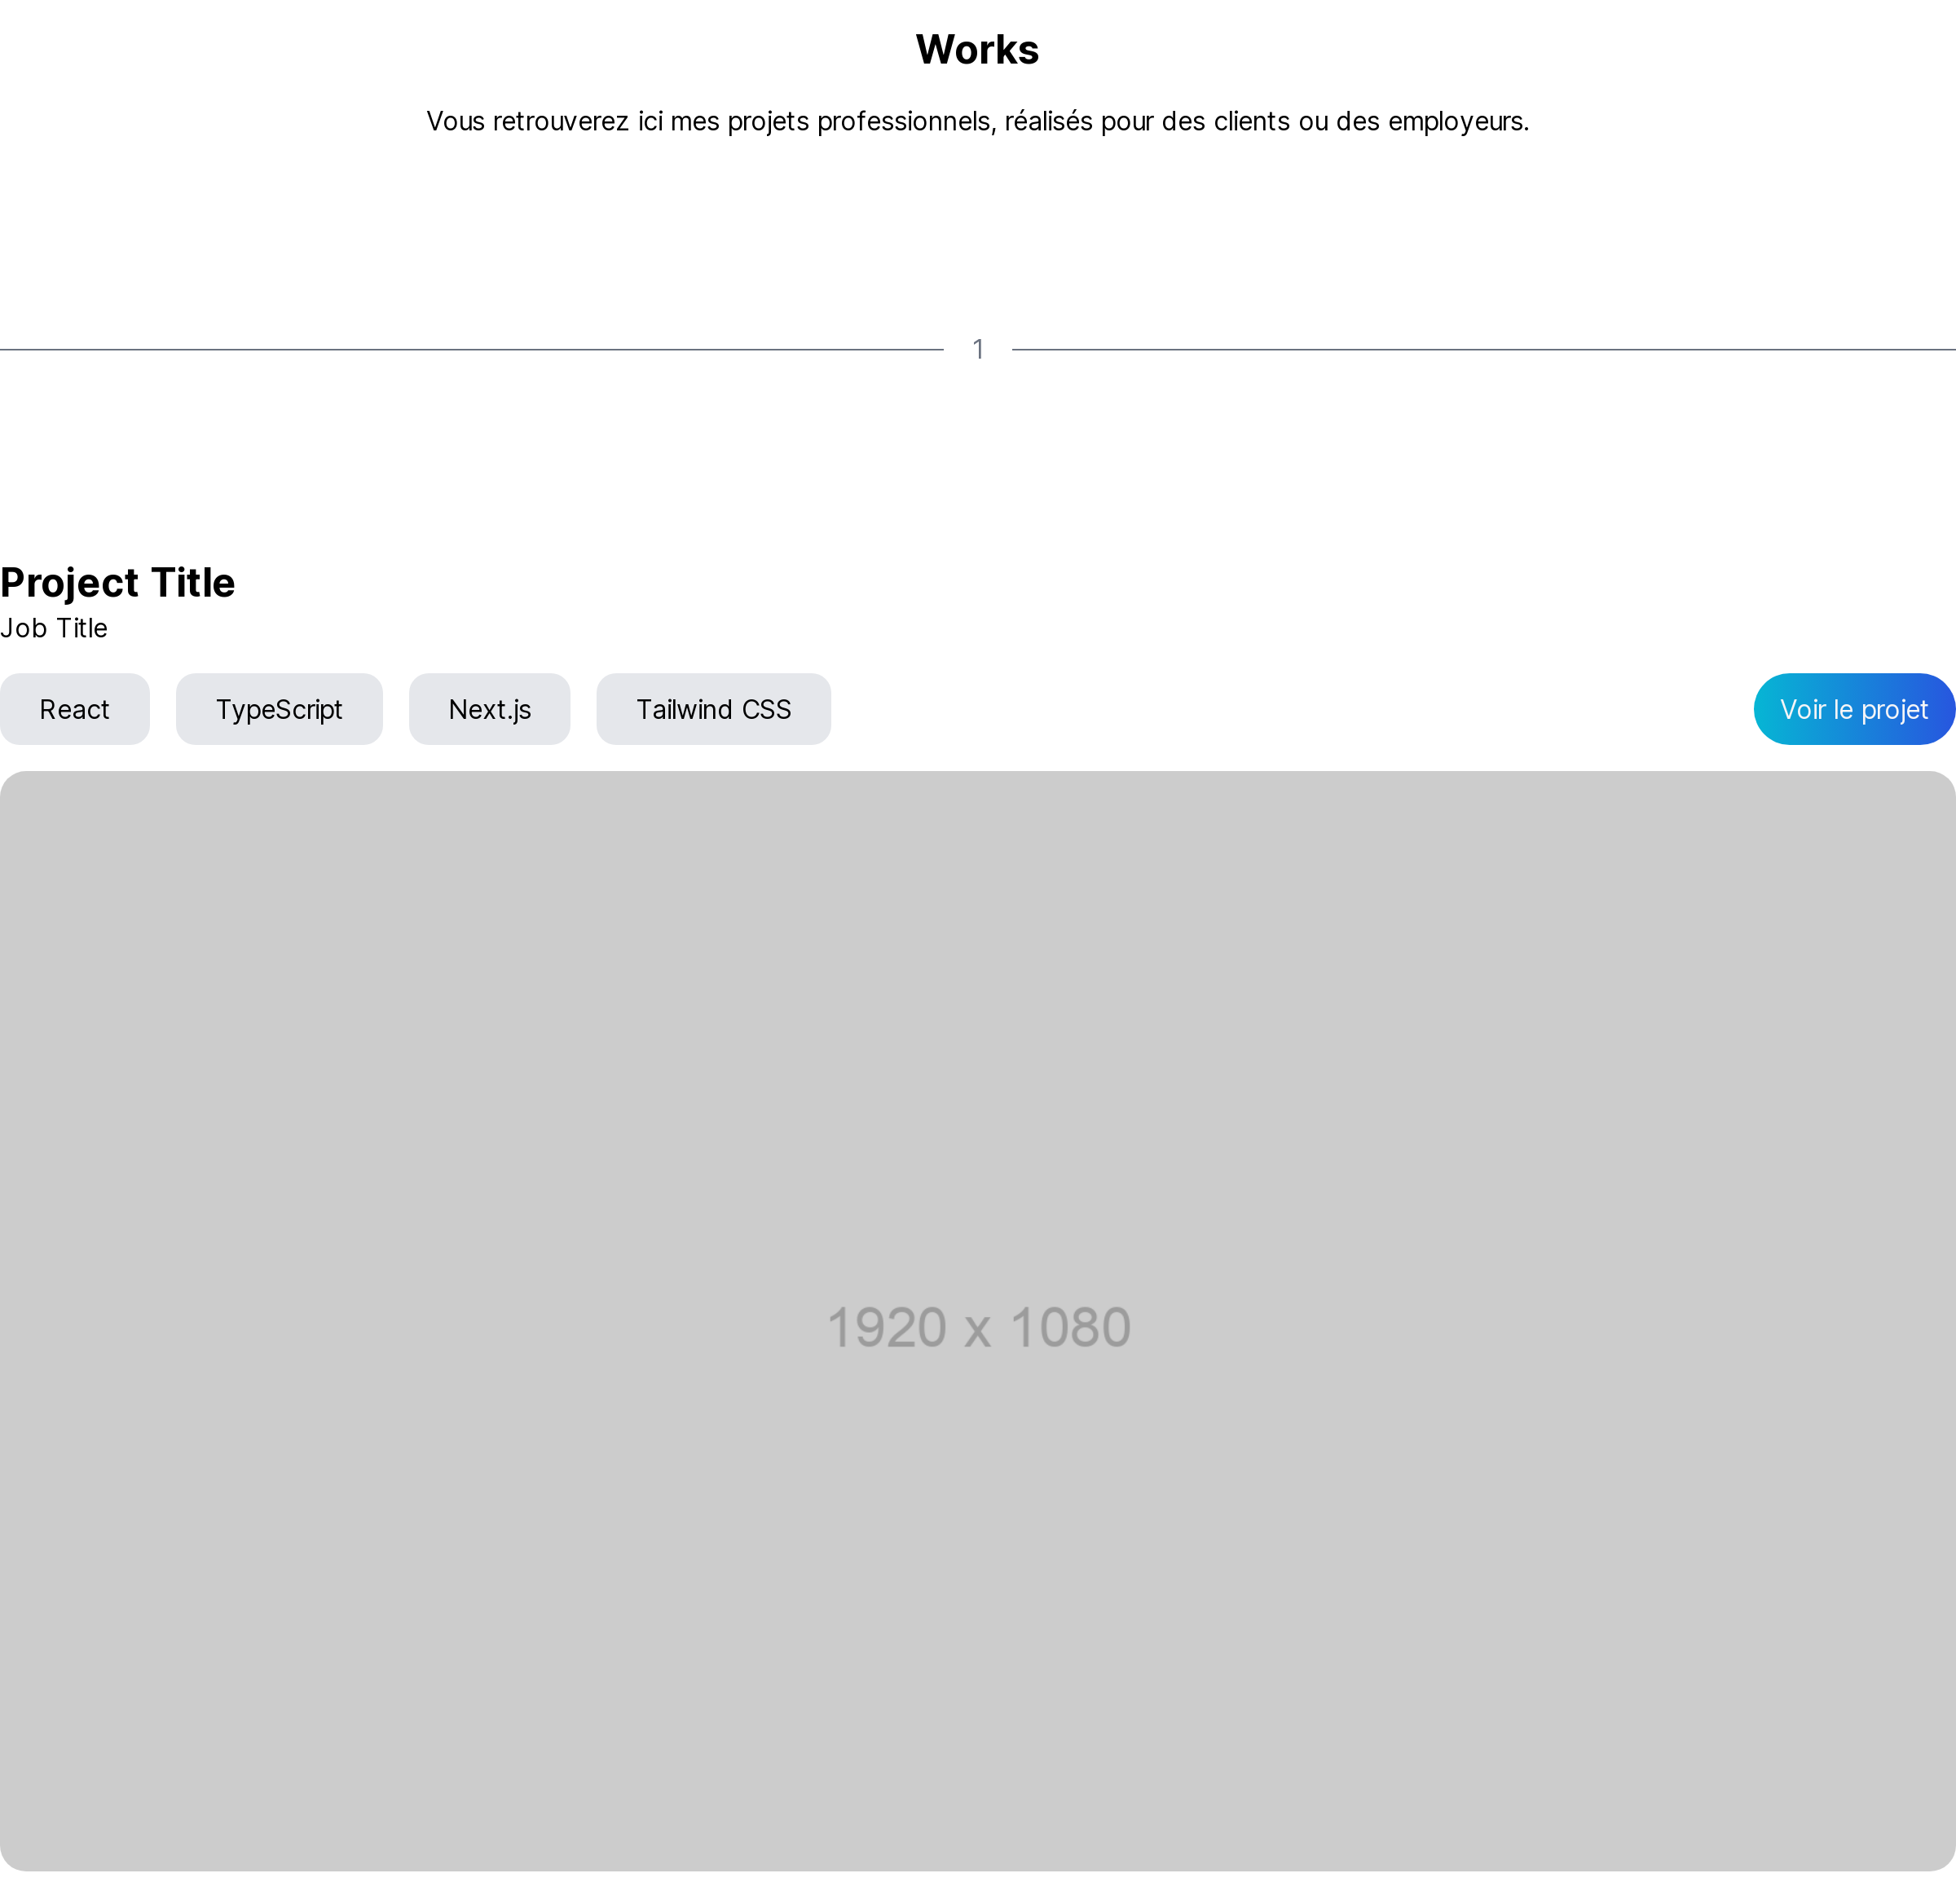 Works
Vous retrouverez ici mes projets professionnels, réalisés pour des clients ou des employeurs.
1
Project Title
Job Title
React TypeScript Next.js Tailwind CSS Voir le projet
1920 x 1080